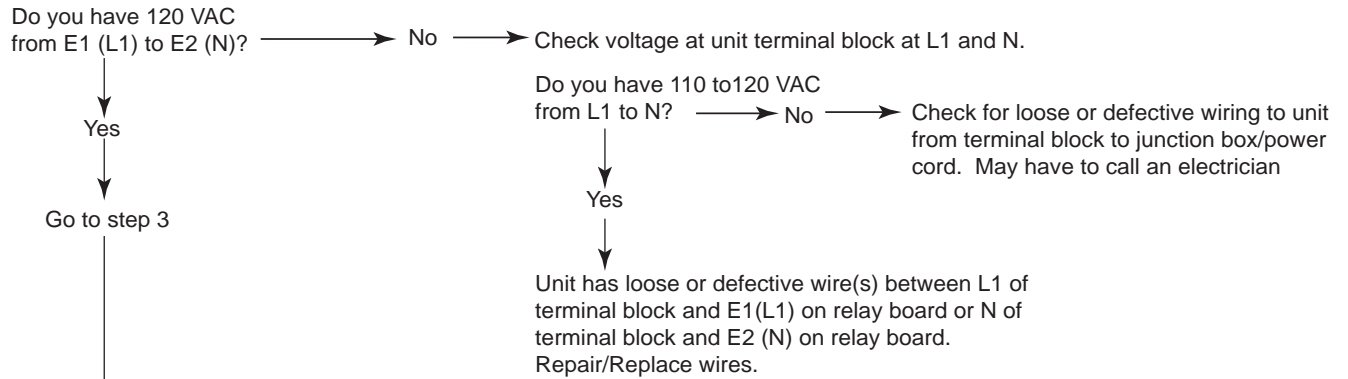 Do you have 120 VAC
from E1 (L1) to E2 (N)?
No
Check voltage at unit terminal block at L1 and N.
Do you have 110 to120 VAC
from L1 to N?
No
Check for loose or defective wiring to unit
from terminal block to junction box/power
cord. May have to call an electrician
Yes
Yes
Go to step 3
Unit has loose or defective wire(s) between L1 of
terminal block and E1(L1) on relay board or N of
terminal block and E2 (N) on relay board.
Repair/Replace wires.